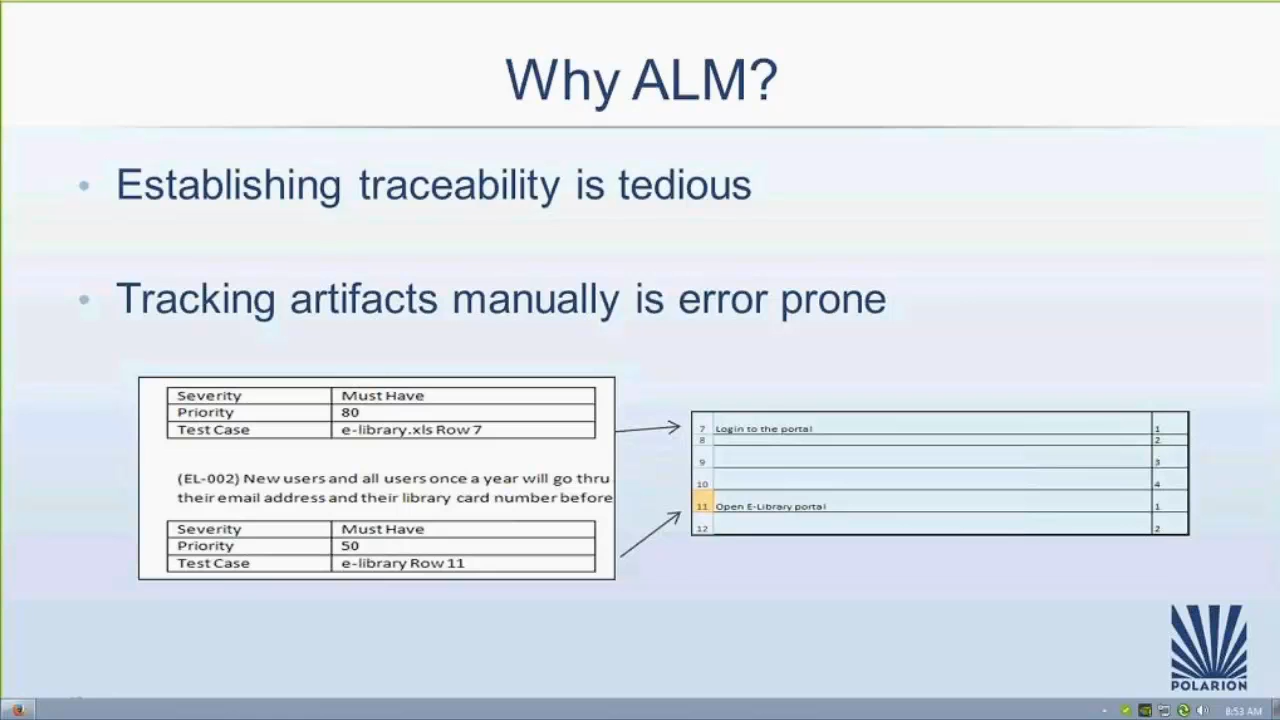 Why ALM?
• Establishing traceability is tedious
• Tracking artifacts manually is error prone
Severity Must Have
Priority 80
Test Case e-library.xls Row 7
(EL-002) New users and all users once a year will go thru
their email address and their library card number before
Severity Must Have
Priority 50
Test Case e-library Row 11
7 Login to the portal 1
8 2
9 3
10 4
11 Open E-Library portal 1
12 2
POLARION
8:53 AM